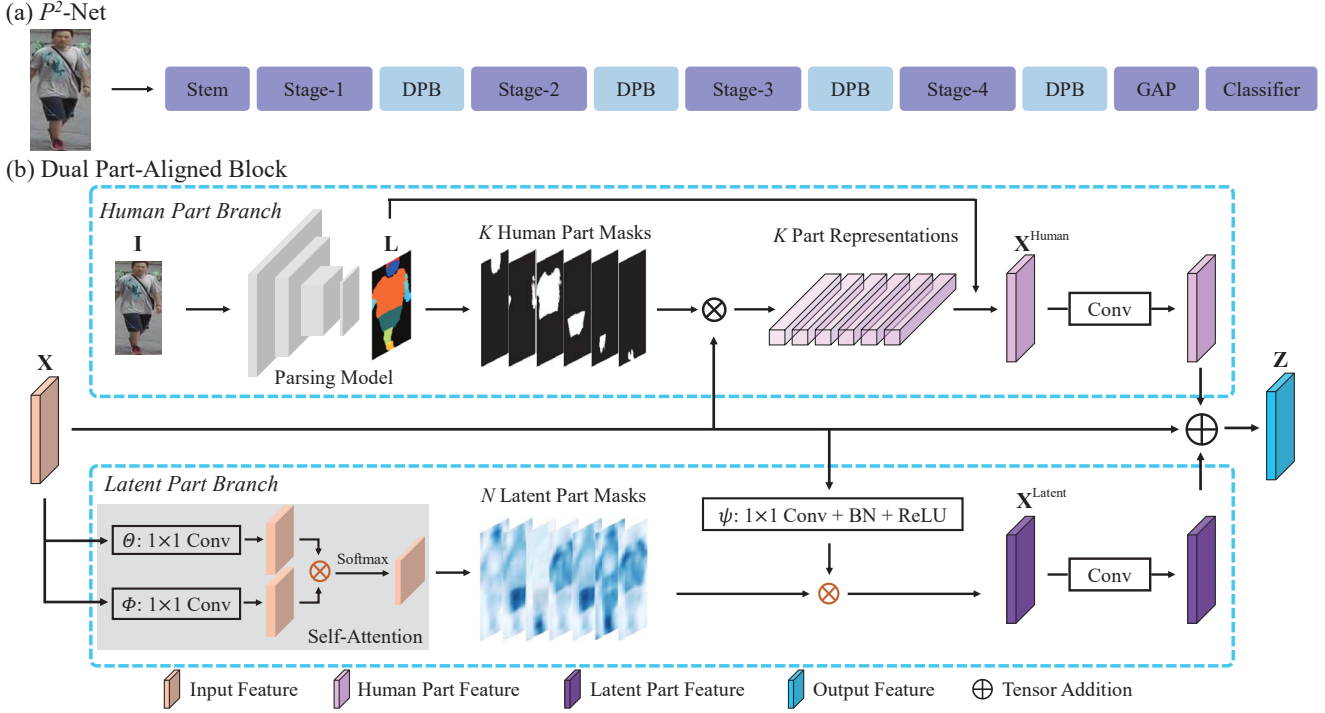 (a) P²-Net
Stem Stage-1 DPB Stage-2 DPB Stage-3 DPB Stage-4 DPB GAP Classifier
(b) Dual Part-Aligned Block
Human Part Branch
I
L
K Human Part Masks
K Part Representations
X^Human
Conv
Parsing Model
X
Z
Latent Part Branch
N Latent Part Masks
ψ: 1×1 Conv + BN + ReLU
X^Latent
Θ: 1×1 Conv
Softmax
Φ: 1×1 Conv
Conv
Self-Attention
Input Feature Human Part Feature Latent Part Feature Output Feature Tensor Addition